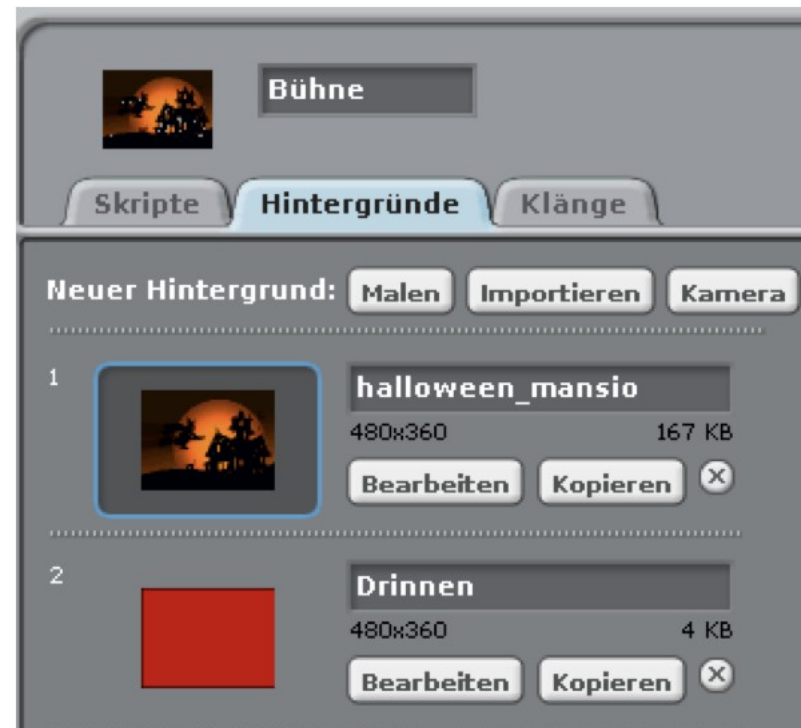 Bühne
Skripte Hintergründe Klänge
Neuer Hintergrund: Malen Importieren Kamera
1
halloween_mansio
480x360 167 KB
Bearbeiten Kopieren
2
Drinnen
480x360 4 KB
Bearbeiten Kopieren